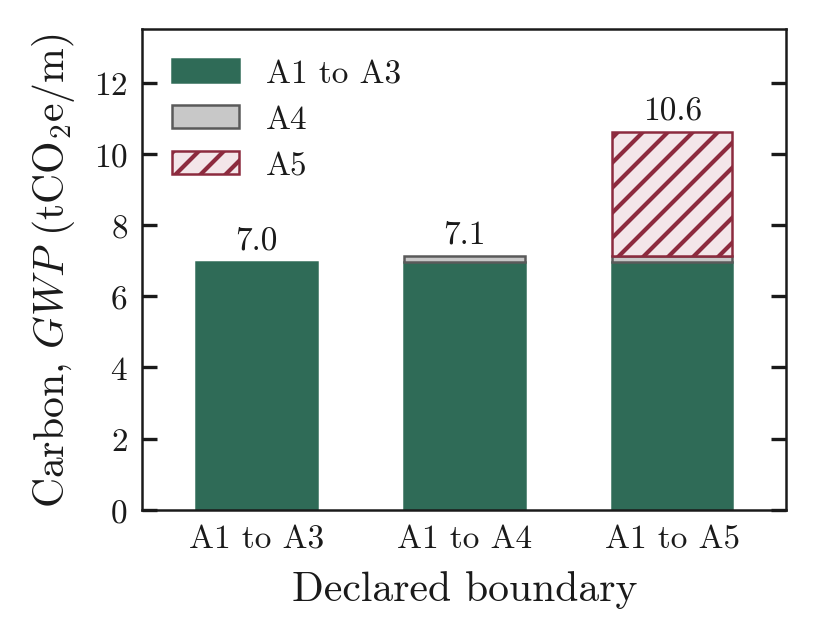 Carbon, GWP (tCO₂e/m)
12
10
8
6
4
2
0
A1 to A3
A4
A5
7.0
7.1
10.6
A1 to A3
A1 to A4
A1 to A5
Declared boundary